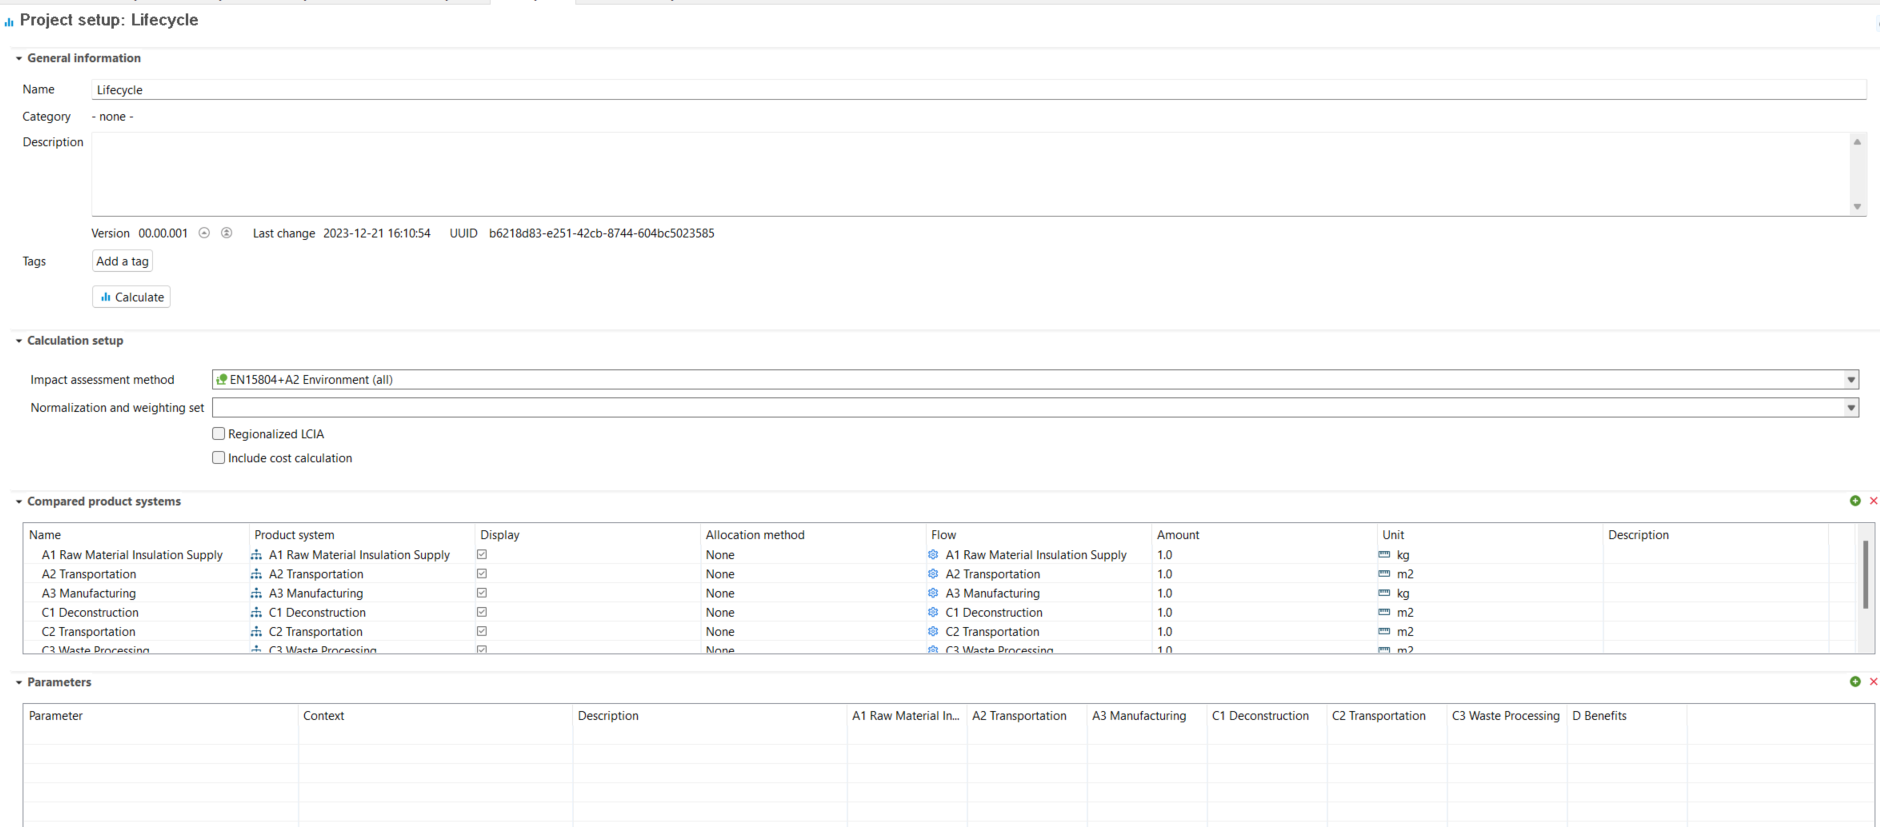 Project setup: Lifecycle
General information
Name Lifecycle
Category - none -
Description
Version 00.00.001 Last change 2023-12-21 16:10:54 UUID b6218d83-e251-42cb-8744-604bc5023585
Tags Add a tag
Calculate
Calculation setup
Impact assessment method EN15804+A2 Environment (all)
Normalization and weighting set
Regionalized LCIA
Include cost calculation
Compared product systems
Name Product system Display Allocation method Flow Amount Unit Description
A1 Raw Material Insulation Supply A1 Raw Material Insulation Supply None A1 Raw Material Insulation Supply 1.0 kg
A2 Transportation A2 Transportation None A2 Transportation 1.0 m2
A3 Manufacturing A3 Manufacturing None A3 Manufacturing 1.0 kg
C1 Deconstruction C1 Deconstruction None C1 Deconstruction 1.0 m2
C2 Transportation C2 Transportation None C2 Transportation 1.0 m2
C3 Waste Processing C3 Waste Processing None C3 Waste Processing 1.0 m2
Parameters
Parameter Context Description A1 Raw Material In... A2 Transportation A3 Manufacturing C1 Deconstruction C2 Transportation C3 Waste Processing D Benefits